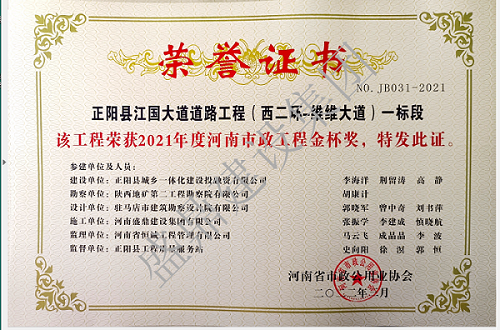 荣誉证书
NO.JB031-2021
正阳县江国大道道路工程（西二环-维维大道）一标段
该工程荣获2021年度河南市政工程金杯奖，特发此证。
参建单位及人员：
建设单位：正阳县城乡一体化建设投融资有限公司 李海洋 荆留涛 高静
勘察单位：陕西地矿第二工程勘察院有限公司 胡康计
设计单位：驻马店市建筑勘察设计院有限公司 郭晓军 曾中奇 刘书萍
施工单位：河南盛鼎建设集团有限公司 张振学 李建成 慎晓航
监理单位：河南省恒诚工程管理有限公司 马云飞 成晶晶 李波
监督单位：正阳县工程质量服务站 史向阳 徐溷 郭恒
河南省市政公用业协会
二〇二二年 月
盛鼎建设集团